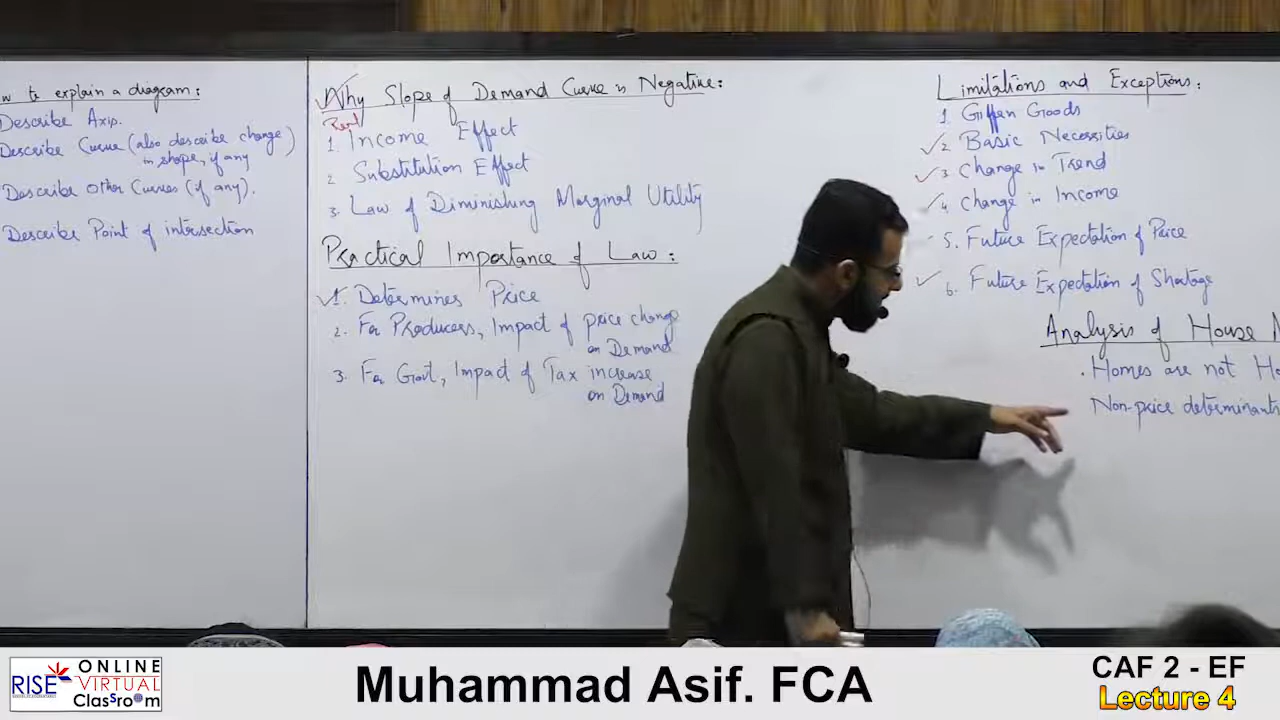 w to explain a diagram:
Describe Axis.
Describe Curve (also describe change
in shape, if any)
Describe Other Curves (if any).
Describe Point of intersection
Why Slope of Demand Curve is Negative:
Real
1. Income Effect
2. Substitution Effect
3. Law of Diminishing Marginal Utility
Practical Importance of Law:
1. Determines Price
2. For Producers, Impact of price change
on Demand
3. For Govt, Impact of Tax increase
on Demand
Limitations and Exceptions:
1 Giffen Goods
2. Basic Necessities
3 Change in Trend
4. Change in Income
5. Future Expectation of Price
6. Future Expectation of Shortage
Analysis of House
. Homes are not
Non-price determinants
RISE
ONLINE
VIRTUAL
Classroom
Muhammad Asif. FCA
CAF 2 - EF
Lecture 4